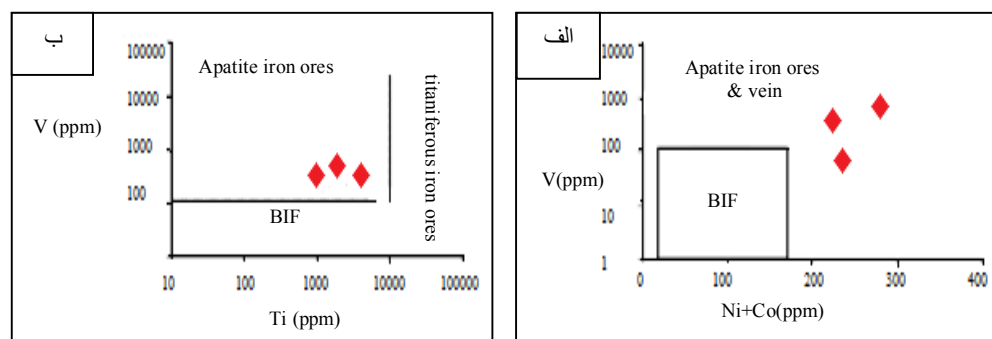 ب
Apatite iron ores
titaniferous iron ores
V (ppm)
100000
10000
1000
100
BIF
10
100
1000
10000
100000
Ti (ppm)
الف
Apatite iron ores
& vein
V(ppm)
10000
1000
100
10
1
BIF
0
100
200
300
400
Ni+Co(ppm)